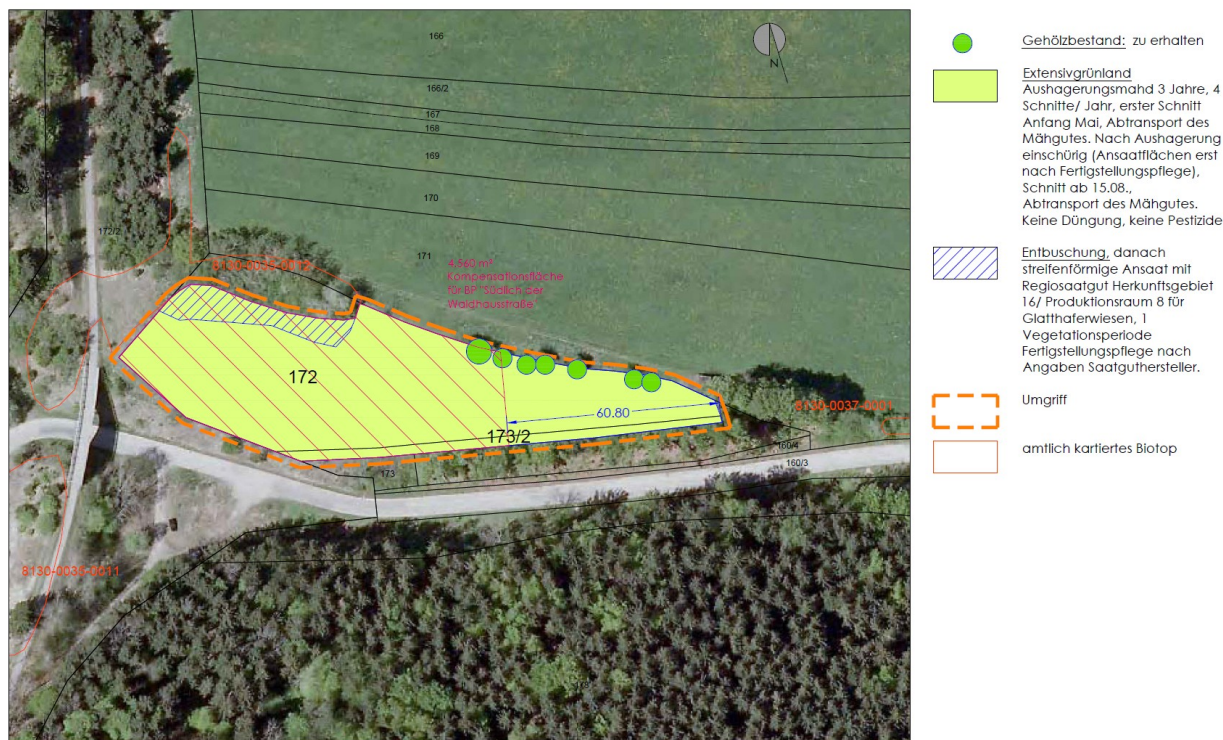 166
N
166/2
167
168
169
170
172/2
171
8130-0035-0012
4.560 m²
Kompensationsfläche
für BP "Südlich der
Waldhausstraße"
172
60.80
173/2
8130-0037-0001
173
160/4
160/3
8130-0035-0011
Gehölzbestand: zu erhalten
Extensivgrünland
Aushagerungsmahd 3 Jahre, 4
Schnitte/ Jahr, erster Schnitt
Anfang Mai, Abtransport des
Mähgutes. Nach Aushagerung
einschürig (Ansaatflächen erst
nach Fertigstellungspflege),
Schnitt ab 15.08.,
Abtransport des Mähgutes.
Keine Düngung, keine Pestizide
Entbuschung, danach
streifenförmige Ansaat mit
Regiosaatgut Herkunftsgebiet
16/ Produktionsraum 8 für
Glatthaferwiesen, 1
Vegetationsperiode
Fertigstellungspflege nach
Angaben Saatguthersteller.
Umgriff
amtlich kartiertes Biotop